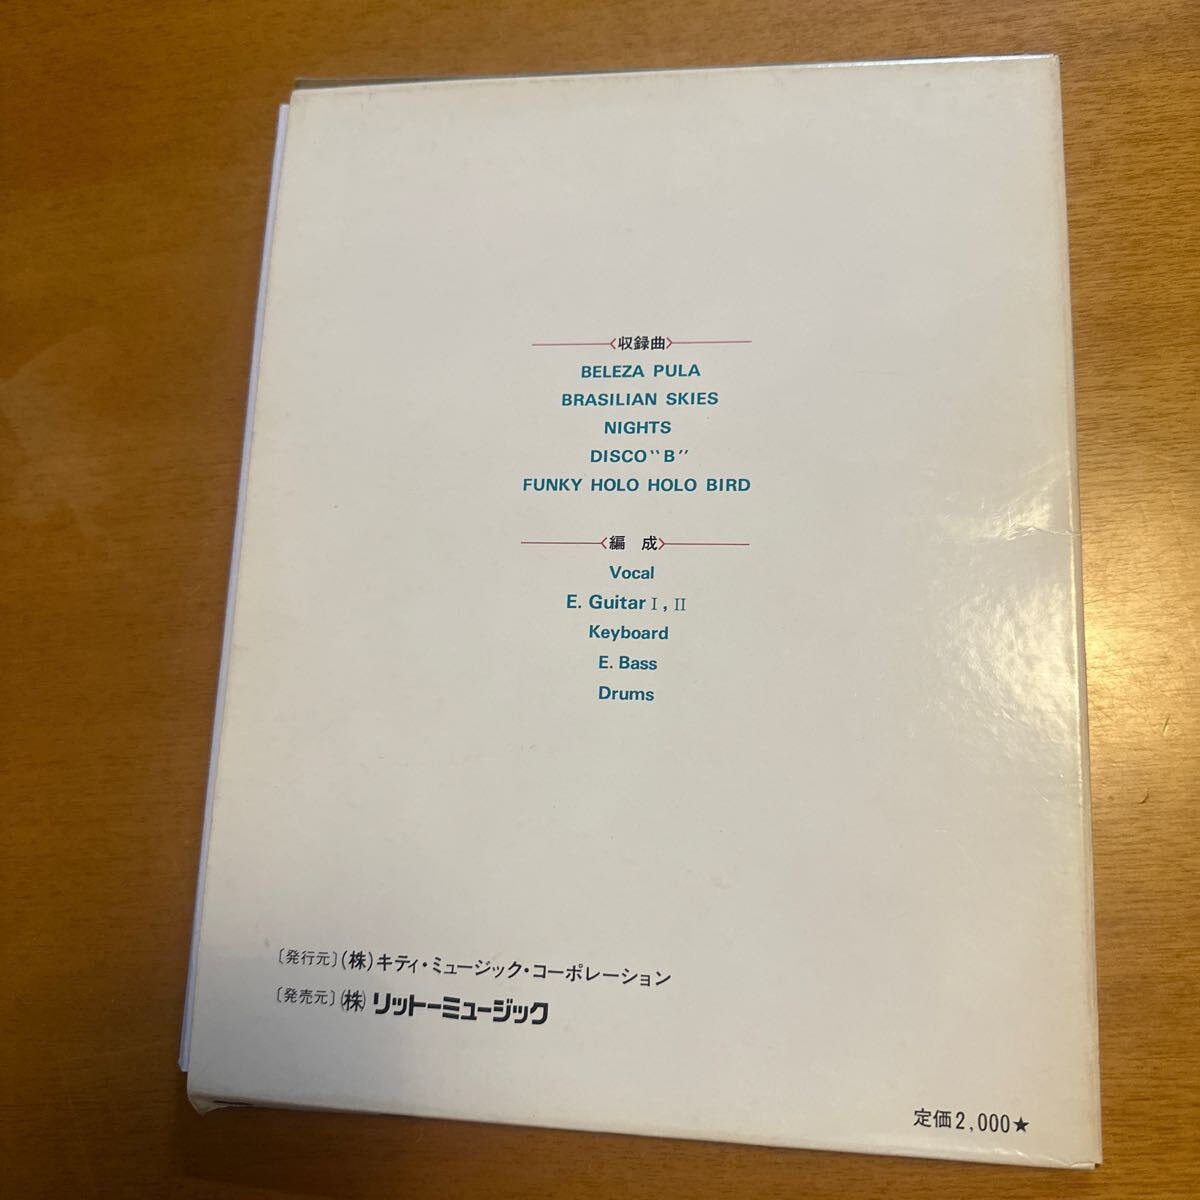 〈収録曲〉
BELEZA PULA
BRASILIAN SKIES
NIGHTS
DISCO "B"
FUNKY HOLO HOLO BIRD
〈編 成〉
Vocal
E. Guitar I, II
Keyboard
E. Bass
Drums
〔発行元〕(株)キティ・ミュージック・コーポレーション
〔発売元〕(株)リットーミュージック
定価2,000★